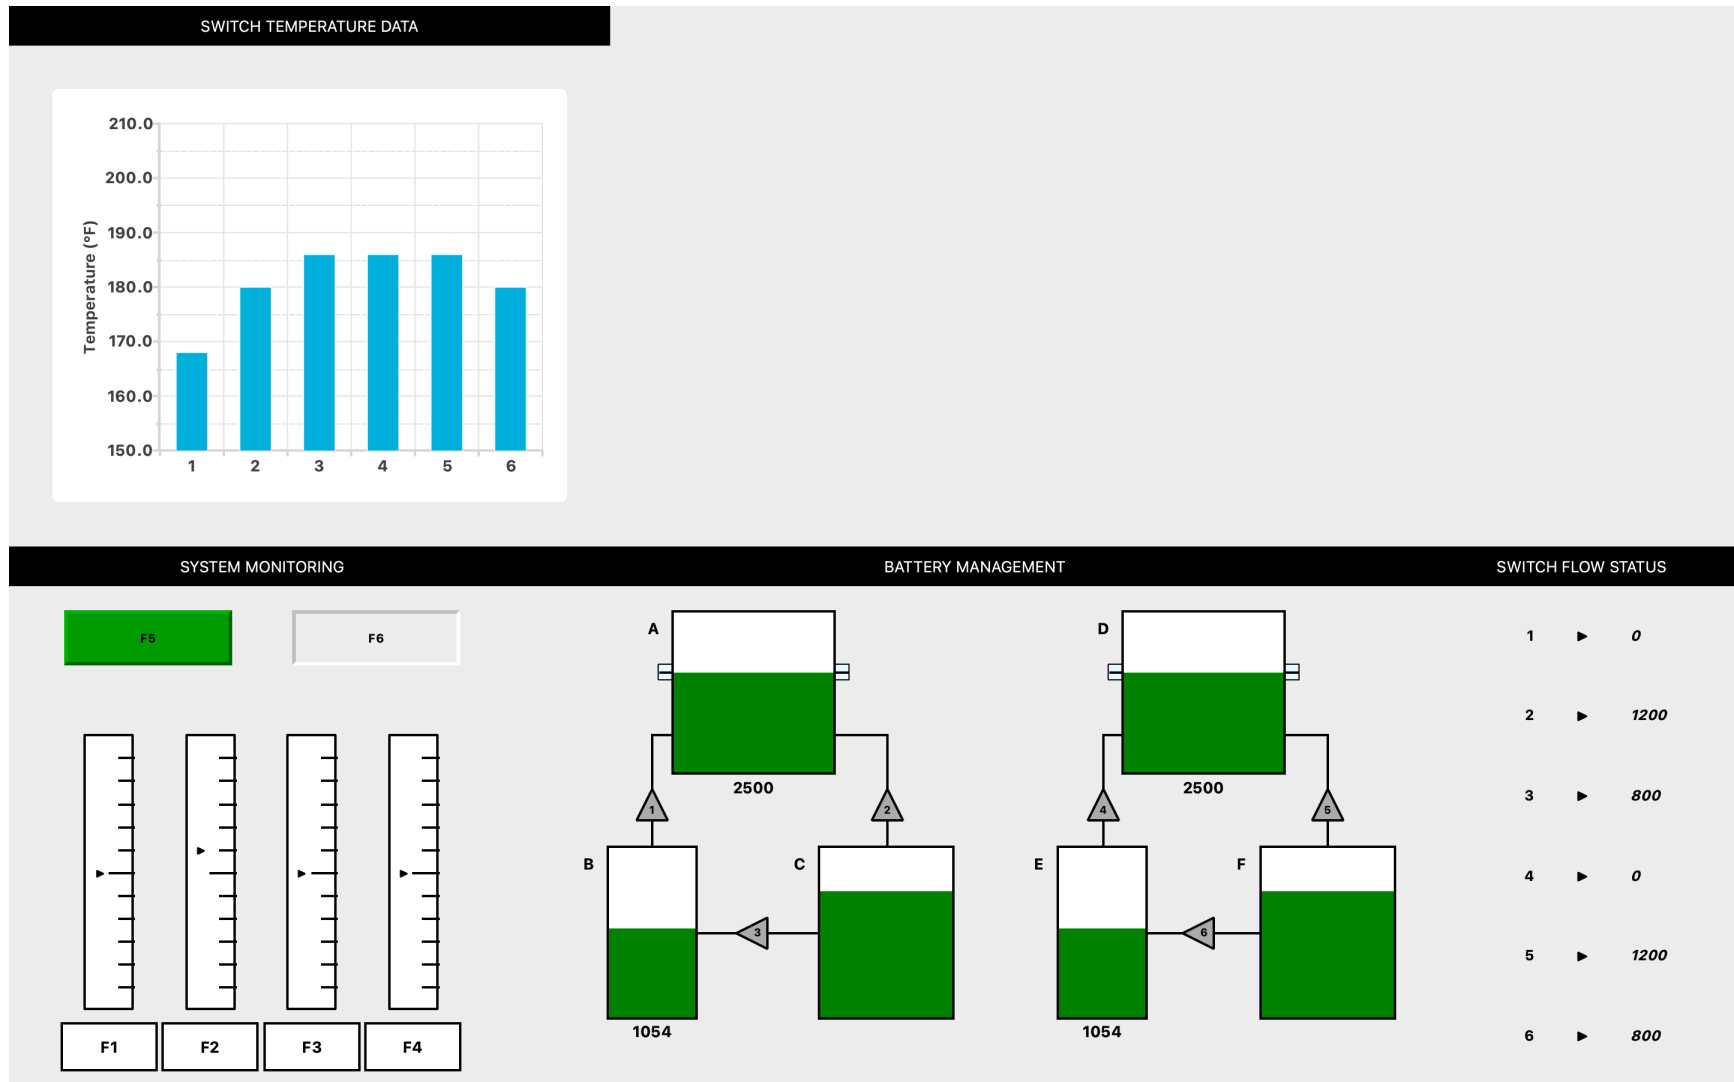 SWITCH TEMPERATURE DATA
210.0
200.0
190.0
180.0
170.0
160.0
150.0
Temperature (°F)
1 2 3 4 5 6
SYSTEM MONITORING
BATTERY MANAGEMENT
SWITCH FLOW STATUS
F5
F6
F1
F2
F3
F4
A
2500
1
2
B
C
3
1054
D
2500
4
5
E
F
6
1054
1 ► 0
2 ► 1200
3 ► 800
4 ► 0
5 ► 1200
6 ► 800